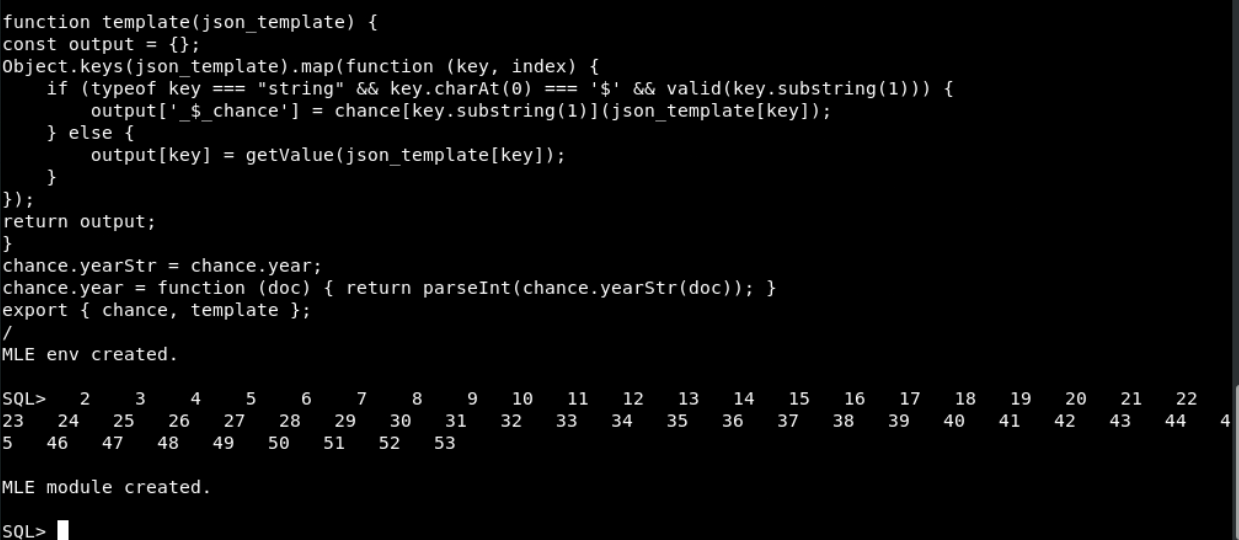 function template(json_template) {
const output = {};
Object.keys(json_template).map(function (key, index) {
    if (typeof key === "string" && key.charAt(0) === '$' && valid(key.substring(1))) {
        output['_$_chance'] = chance[key.substring(1)](json_template[key]);
    } else {
        output[key] = getValue(json_template[key]);
    }
});
return output;
}
chance.yearStr = chance.year;
chance.year = function (doc) { return parseInt(chance.yearStr(doc)); }
export { chance, template };
/
MLE env created.
SQL>   2    3    4    5    6    7    8    9   10   11   12   13   14   15   16   17   18   19   20   21   22
23   24   25   26   27   28   29   30   31   32   33   34   35   36   37   38   39   40   41   42   43   44   4
5   46   47   48   49   50   51   52   53
MLE module created.
SQL>